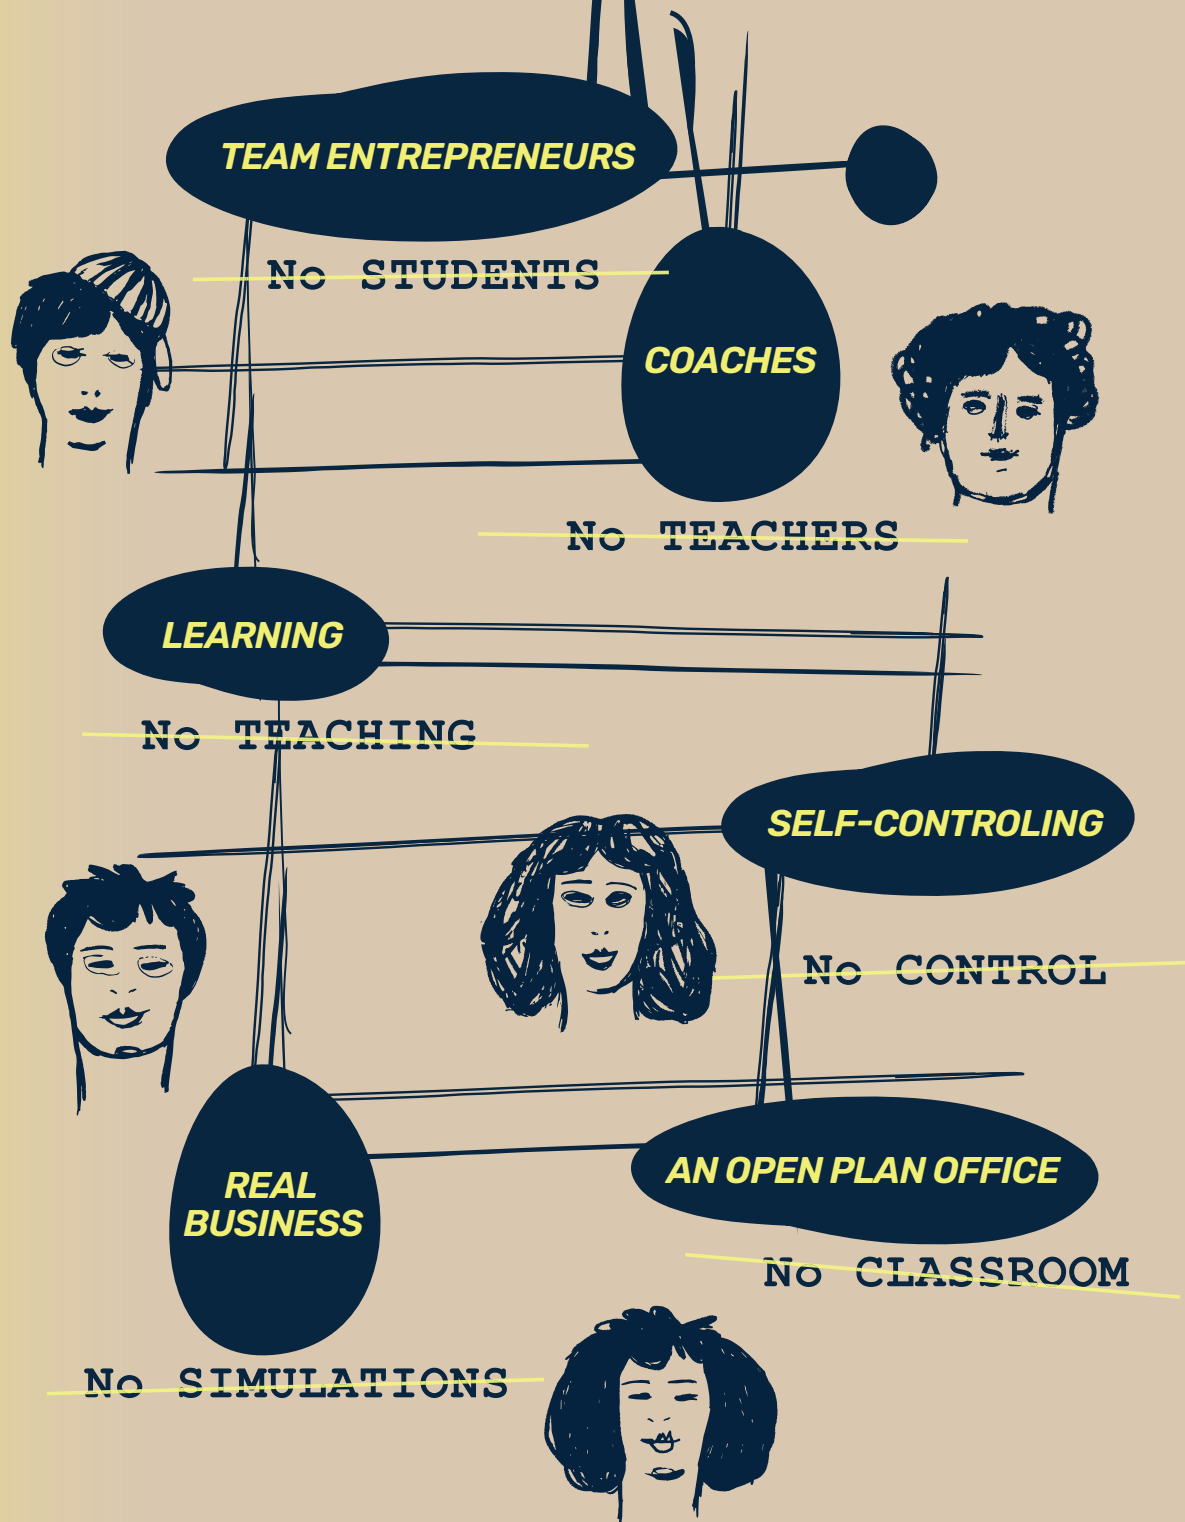 TEAM ENTREPRENEURS
No STUDENTS
COACHES
No TEACHERS
LEARNING
No TEACHING
SELF-CONTROLING
No CONTROL
AN OPEN PLAN OFFICE
REAL
BUSINESS
No CLASSROOM
No SIMULATIONS